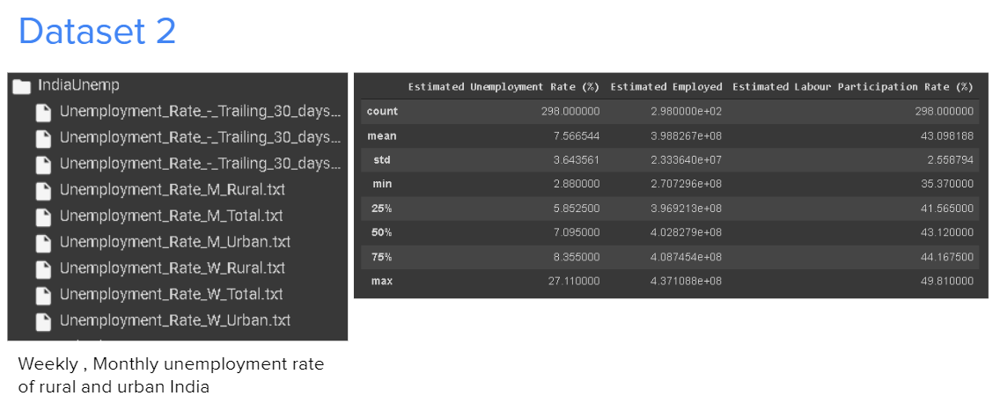 Dataset 2
IndiaUnemp
Unemployment_Rate_-_Trailing_30_days...
Unemployment_Rate_-_Trailing_30_days...
Unemployment_Rate_-_Trailing_30_days...
Unemployment_Rate_M_Rural.txt
Unemployment_Rate_M_Total.txt
Unemployment_Rate_M_Urban.txt
Unemployment_Rate_W_Rural.txt
Unemployment_Rate_W_Total.txt
Unemployment_Rate_W_Urban.txt
Estimated Unemployment Rate (%) Estimated Employed Estimated Labour Participation Rate (%)
count 298.000000 2.980000e+02 298.000000
mean 7.566544 3.988267e+08 43.098188
std 3.643561 2.333640e+07 2.558794
min 2.880000 2.707296e+08 35.370000
25% 5.852500 3.969213e+08 41.565000
50% 7.095000 4.028279e+08 43.120000
75% 8.355000 4.087454e+08 44.167500
max 27.110000 4.371088e+08 49.810000
Weekly , Monthly unemployment rate
of rural and urban India